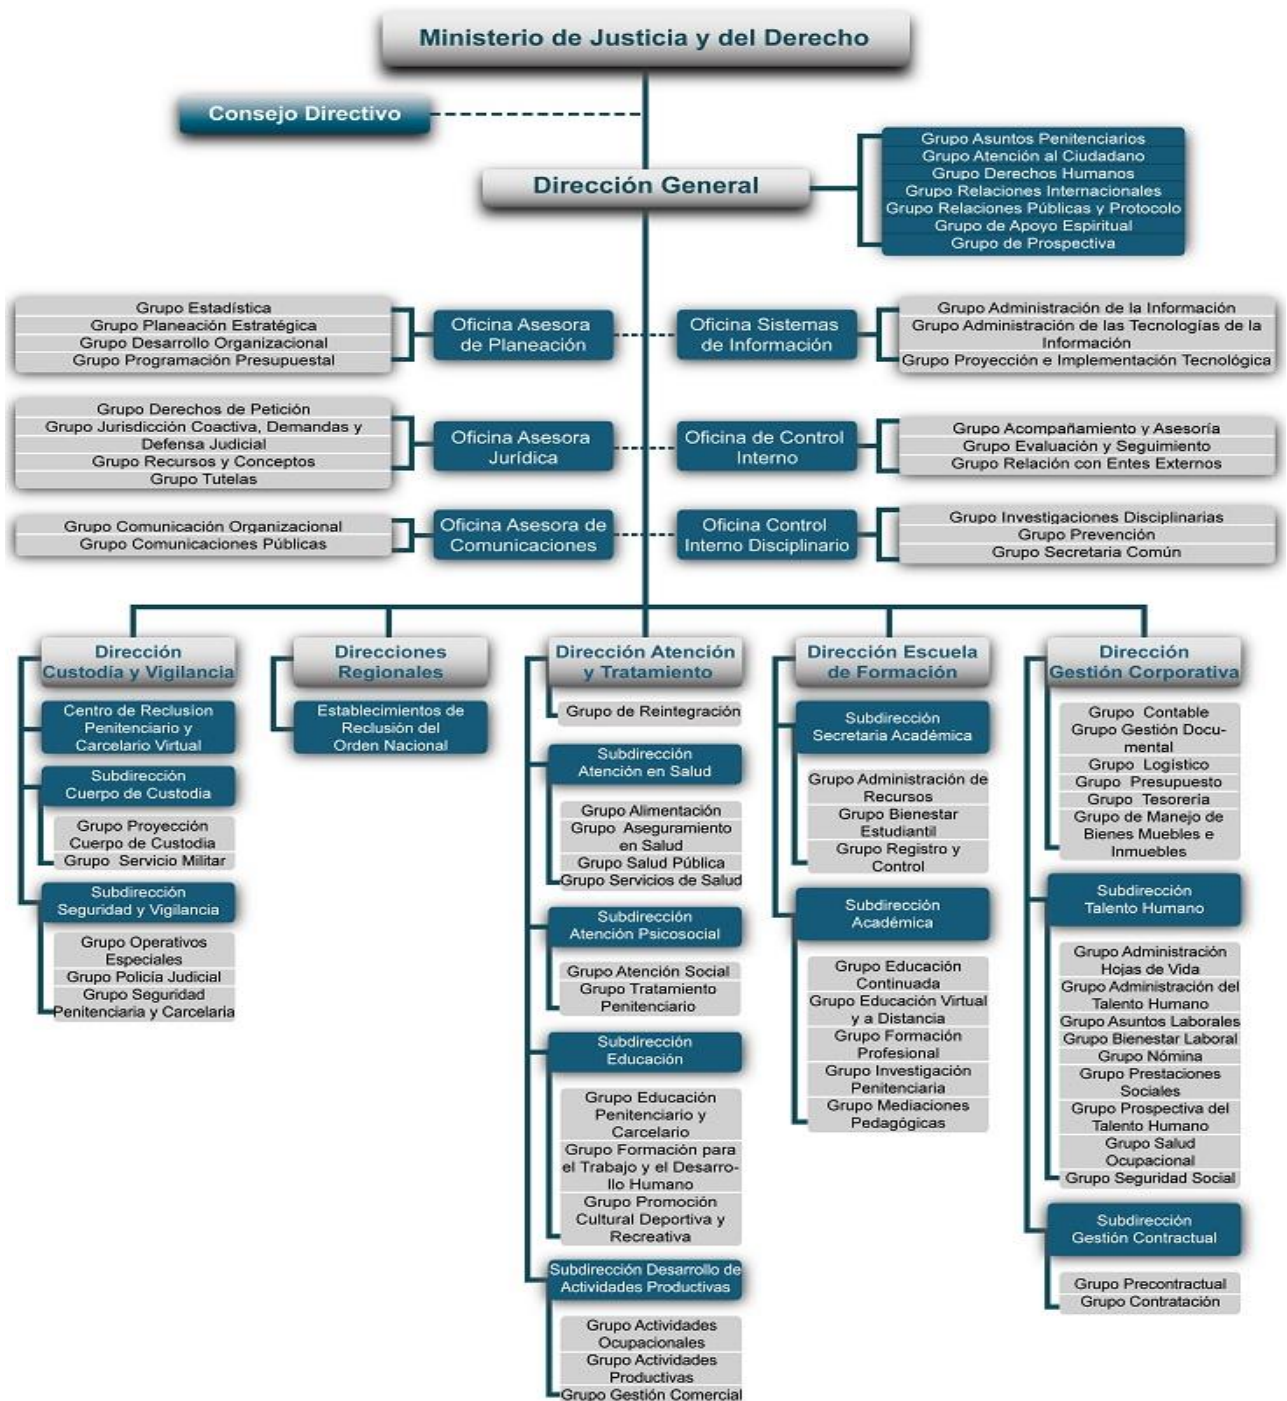 Ministerio de Justicia y del Derecho
Consejo Directivo
Grupo Asuntos Penitenciarios
Grupo Atención al Ciudadano
Grupo Derechos Humanos
Grupo Relaciones Internacionales
Grupo Relaciones Públicas y Protocolo
Grupo de Apoyo Espiritual
Grupo de Prospectiva
Dirección General
Grupo Estadística
Grupo Planeación Estratégica
Grupo Desarrollo Organizacional
Grupo Programación Presupuestal
Oficina Asesora
de Planeación
Oficina Sistemas
de Información
Grupo Administración de la Información
Grupo Administración de las Tecnologías de la
Información
Grupo Proyección e Implementación Tecnológica
Grupo Derechos de Petición
Grupo Jurisdicción Coactiva, Demandas y
Defensa Judicial
Grupo Recursos y Conceptos
Grupo Tutelas
Oficina Asesora
Jurídica
Oficina de Control
Interno
Grupo Acompañamiento y Asesoría
Grupo Evaluación y Seguimiento
Grupo Relación con Entes Externos
Grupo Comunicación Organizacional
Grupo Comunicaciones Públicas
Oficina Asesora de
Comunicaciones
Oficina Control
Interno Disciplinario
Grupo Investigaciones Disciplinarias
Grupo Prevención
Grupo Secretaria Común
Dirección
Custodía y Vigilancia
Centro de Reclusíon
Penitenciario y
Carcelario Virtual
Subdirección
Cuerpo de Custodia
Grupo Proyección
Cuerpo de Custodia
Grupo Servicio Militar
Subdirección
Seguridad y Vigilancia
Grupo Operativos
Especiales
Grupo Policía Judicial
Grupo Seguridad
Penitenciaria y Carcelaria
Direcciones
Regionales
Establecimientos de
Reclusión del
Orden Nacional
Dirección Atención
y Tratamiento
Grupo de Reintegración
Subdirección
Atención en Salud
Grupo Alimentación
Grupo Aseguramiento
en Salud
Grupo Salud Pública
Grupo Servicios de Salud
Subdirección
Atención Psicosocial
Grupo Atención Social
Grupo Tratamiento
Penitenciario
Subdirección
Educación
Grupo Educación
Penitenciario y
Carcelario
Grupo Formación para
el Trabajo y el Desarro-
llo Humano
Grupo Promoción
Cultural Deportiva y
Recreativa
Subdirección Desarrollo de
Actividades Productivas
Grupo Actividades
Ocupacionales
Grupo Actividades
Productivas
Grupo Gestión Comercial
Dirección Escuela
de Formación
Subdirección
Secretaria Académica
Grupo Administración de
Recursos
Grupo Bienestar
Estudiantil
Grupo Registro y
Control
Subdirección
Académica
Grupo Educación
Continuada
Grupo Educación Virtual
y a Distancia
Grupo Formación
Profesional
Grupo Investigación
Penitenciaria
Grupo Mediaciones
Pedagógicas
Dirección
Gestión Corporativa
Grupo Contable
Grupo Gestión Docu-
mental
Grupo Logístico
Grupo Presupuesto
Grupo Tesorería
Grupo de Manejo de
Bienes Muebles e
Inmuebles
Subdirección
Talento Humano
Grupo Administración
Hojas de Vida
Grupo Administración del
Talento Humano
Grupo Asuntos Laborales
Grupo Bienestar Laboral
Grupo Nómina
Grupo Prestaciones
Sociales
Grupo Prospectiva del
Talento Humano
Grupo Salud
Ocupacional
Grupo Seguridad Social
Subdirección
Gestión Contractual
Grupo Precontractual
Grupo Contratación